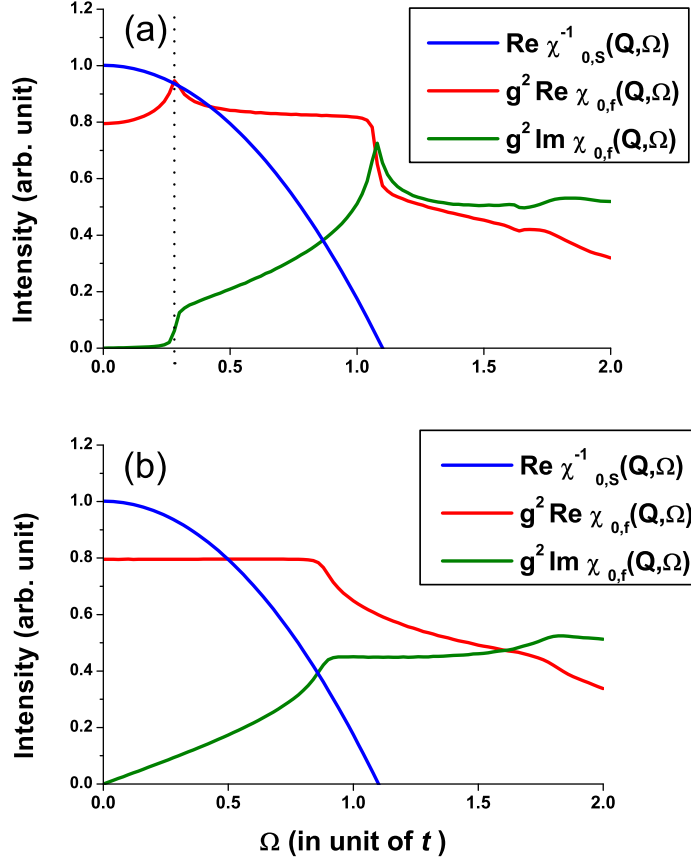 (a)
Re χ⁻¹ 0,S(Q,Ω)
g² Re χ 0,f(Q,Ω)
g² Im χ 0,f(Q,Ω)
Intensity (arb. unit)
1.2
1.0
0.8
0.6
0.4
0.2
0.0
0.0 0.5 1.0 1.5 2.0
(b)
Re χ⁻¹ 0,S(Q,Ω)
g² Re χ 0,f(Q,Ω)
g² Im χ 0,f(Q,Ω)
Intensity (arb. unit)
1.2
1.0
0.8
0.6
0.4
0.2
0.0
0.0 0.5 1.0 1.5 2.0
Ω (in unit of t)